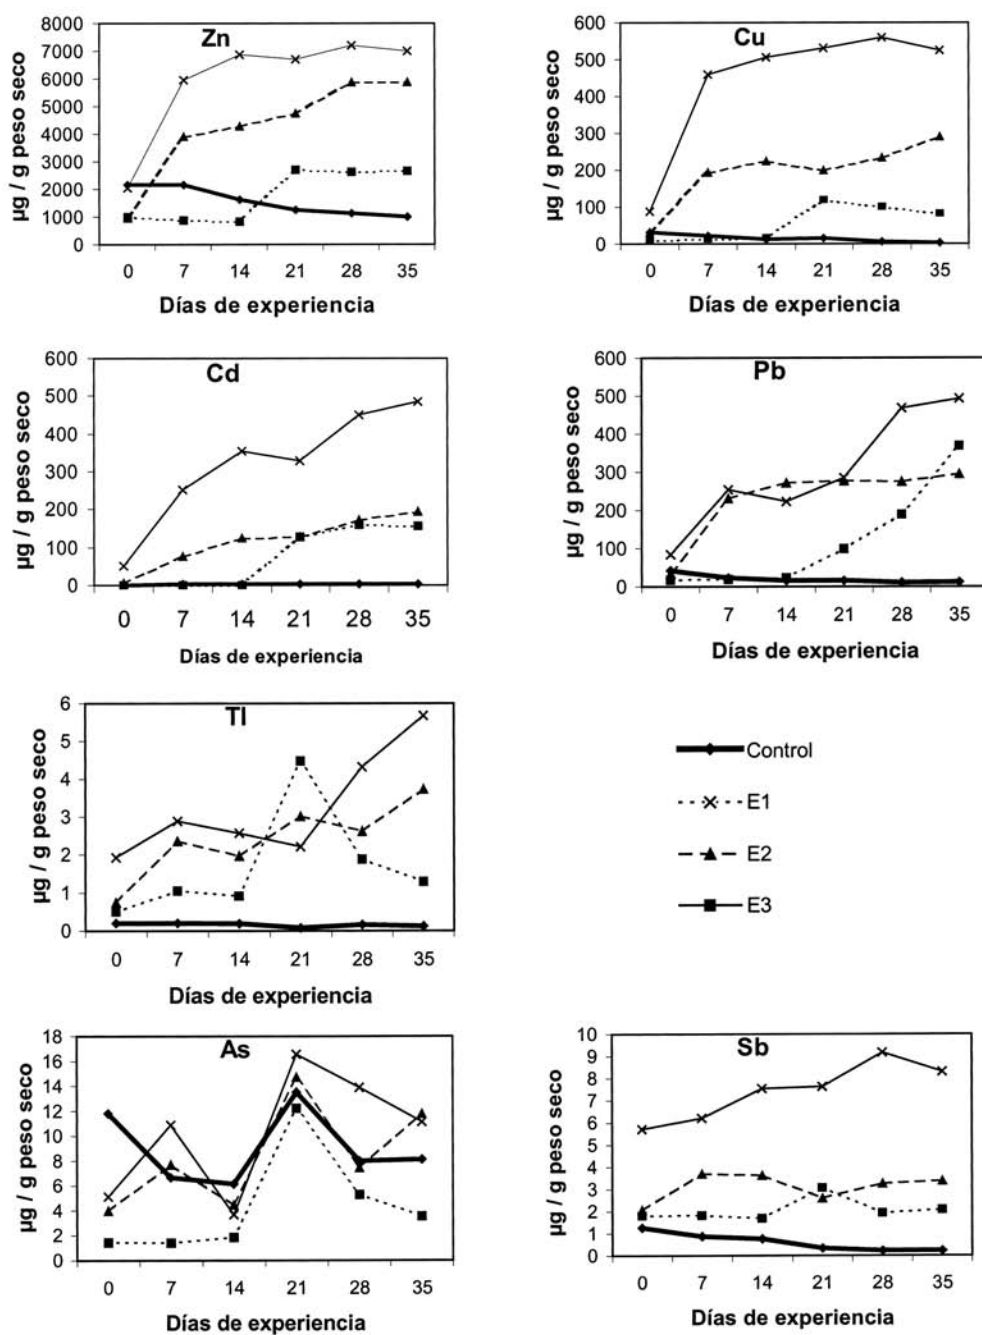 Zn
µg / g peso seco
8000
7000
6000
5000
4000
3000
2000
1000
0
0 7 14 21 28 35
Días de experiencia
Cu
µg / g peso seco
600
500
400
300
200
100
0
0 7 14 21 28 35
Días de experiencia
Cd
µg / g peso seco
600
500
400
300
200
100
0
0 7 14 21 28 35
Días de experiencia
Pb
µg / g peso seco
600
500
400
300
200
100
0
0 7 14 21 28 35
Días de experiencia
Tl
µg / g peso seco
6
5
4
3
2
1
0
0 7 14 21 28 35
Días de experiencia
Control
E1
E2
E3
As
µg / g peso seco
18
16
14
12
10
8
6
4
2
0
0 7 14 21 28 35
Días de experiencia
Sb
µg / g peso seco
10
9
8
7
6
5
4
3
2
1
0
0 7 14 21 28 35
Días de experiencia